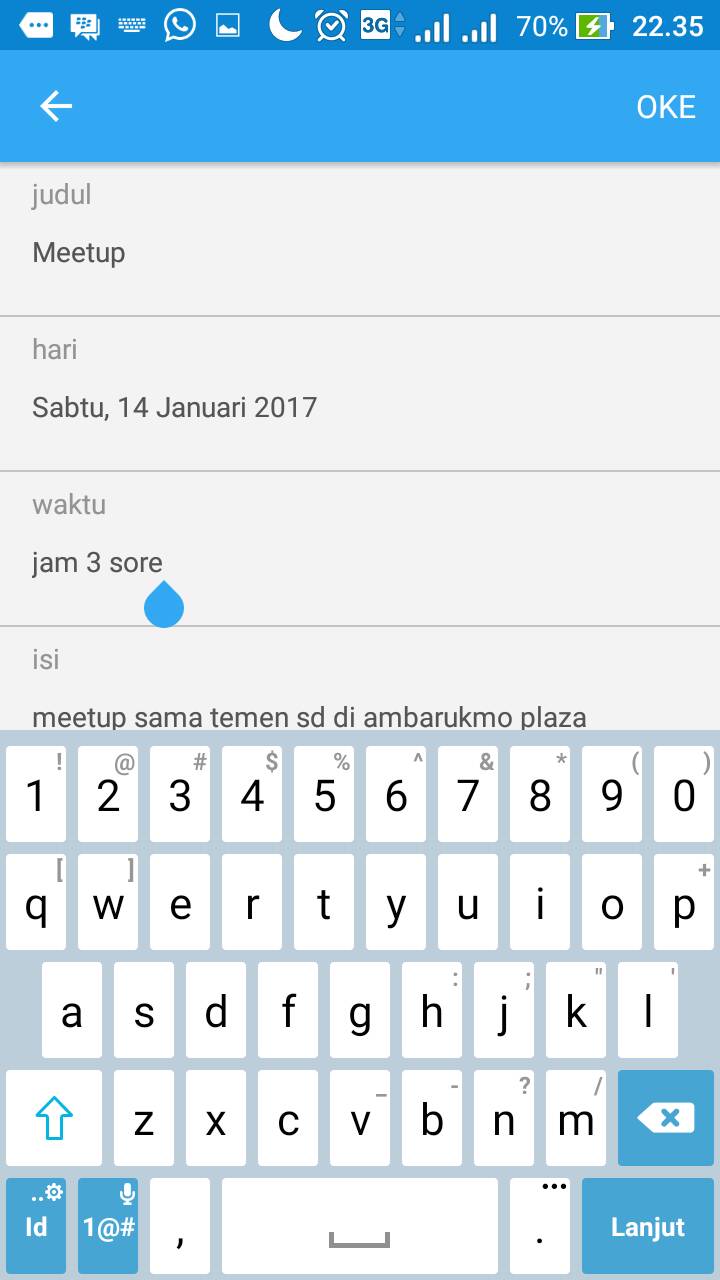 3G 70% 22.35
OKE
judul
Meetup
hari
Sabtu, 14 Januari 2017
waktu
jam 3 sore
isi
meetup sama temen sd di ambarukmo plaza
! @ # $ % ^ & * ( )
1 2 3 4 5 6 7 8 9 0
[ ] +
q w e r t y u i o p
: ; " '
a s d f g h j k l
_ - ? /
z x c v b n m
Id 1@# , . Lanjut